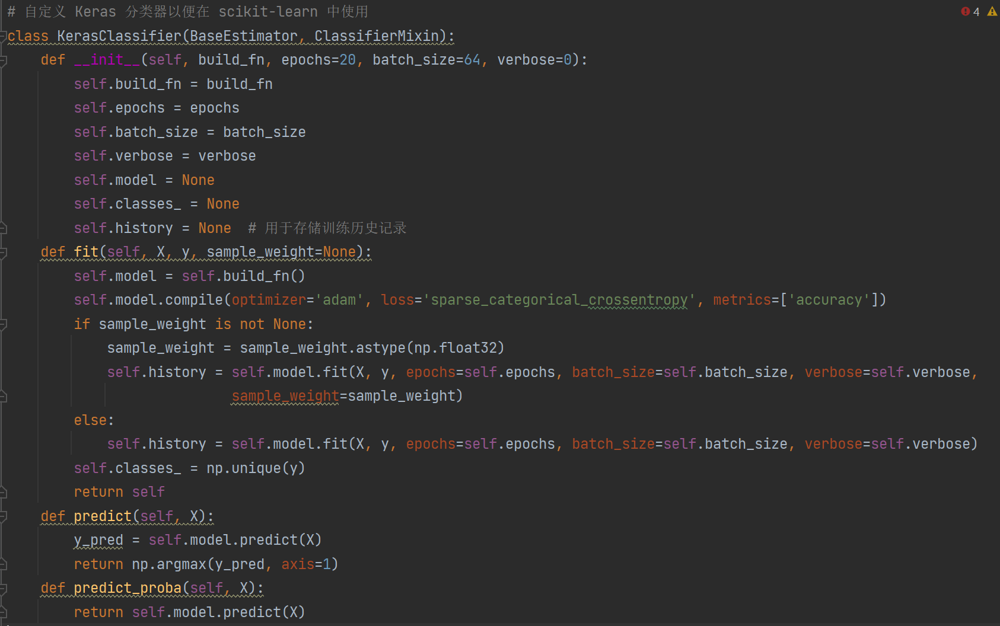 # 自定义 Keras 分类器以便在 scikit-learn 中使用
4
class KerasClassifier(BaseEstimator, ClassifierMixin):
    def __init__(self, build_fn, epochs=20, batch_size=64, verbose=0):
        self.build_fn = build_fn
        self.epochs = epochs
        self.batch_size = batch_size
        self.verbose = verbose
        self.model = None
        self.classes_ = None
        self.history = None  # 用于存储训练历史记录
    def fit(self, X, y, sample_weight=None):
        self.model = self.build_fn()
        self.model.compile(optimizer='adam', loss='sparse_categorical_crossentropy', metrics=['accuracy'])
        if sample_weight is not None:
            sample_weight = sample_weight.astype(np.float32)
            self.history = self.model.fit(X, y, epochs=self.epochs, batch_size=self.batch_size, verbose=self.verbose,
                           sample_weight=sample_weight)
        else:
            self.history = self.model.fit(X, y, epochs=self.epochs, batch_size=self.batch_size, verbose=self.verbose)
        self.classes_ = np.unique(y)
        return self
    def predict(self, X):
        y_pred = self.model.predict(X)
        return np.argmax(y_pred, axis=1)
    def predict_proba(self, X):
        return self.model.predict(X)